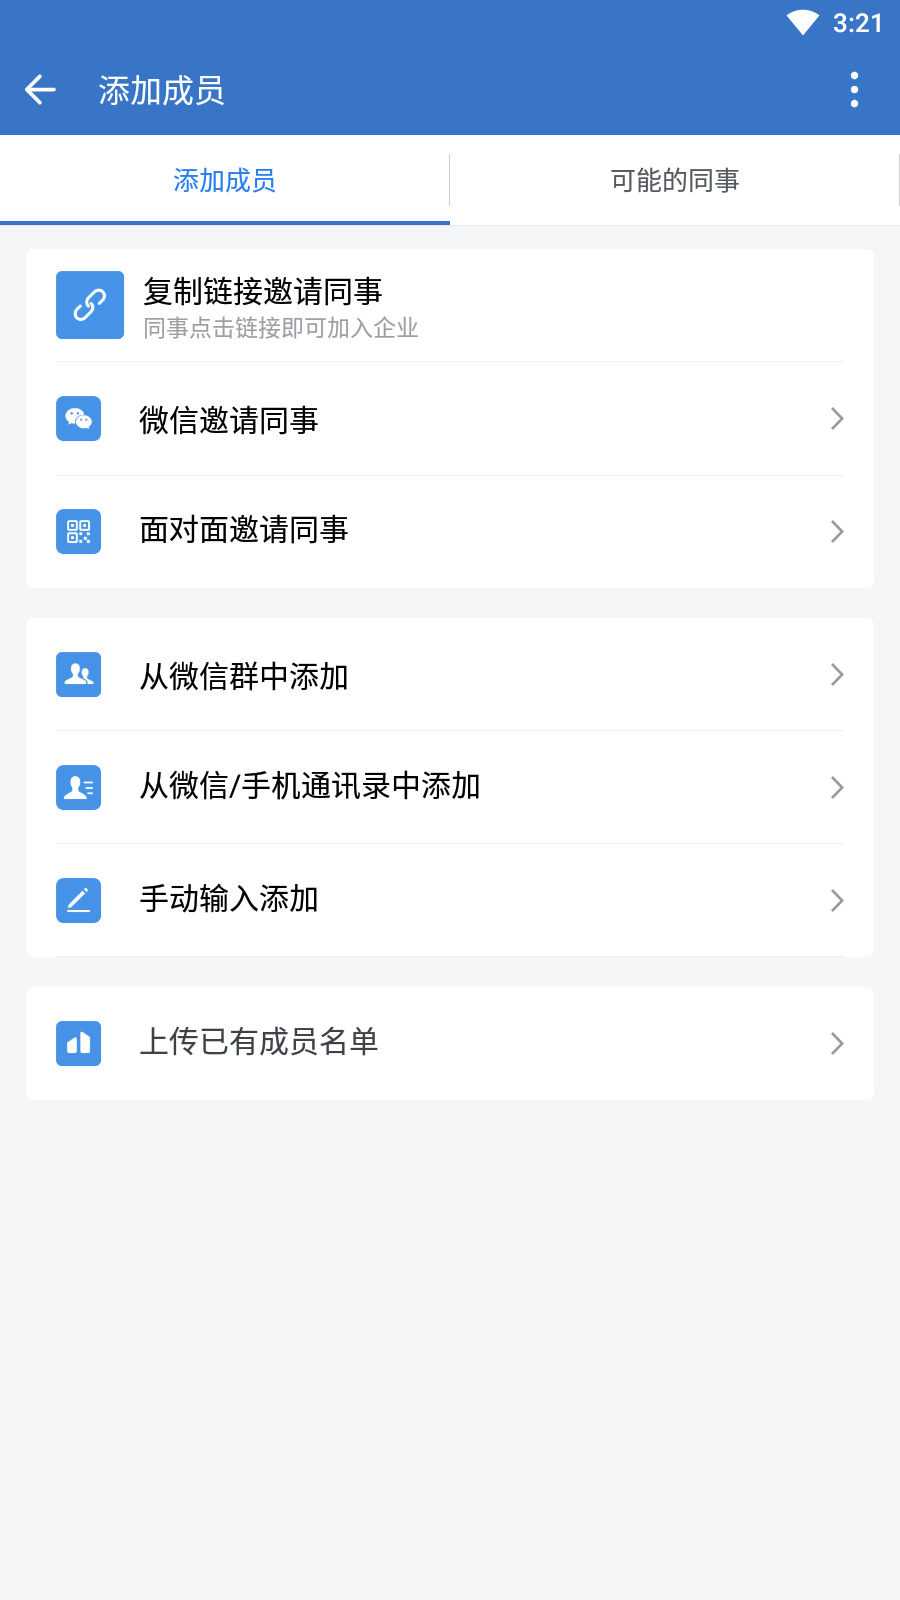 3:21
添加成员
添加成员
可能的同事
复制链接邀请同事
同事点击链接即可加入企业
微信邀请同事
面对面邀请同事
从微信群中添加
从微信/手机通讯录中添加
手动输入添加
上传已有成员名单